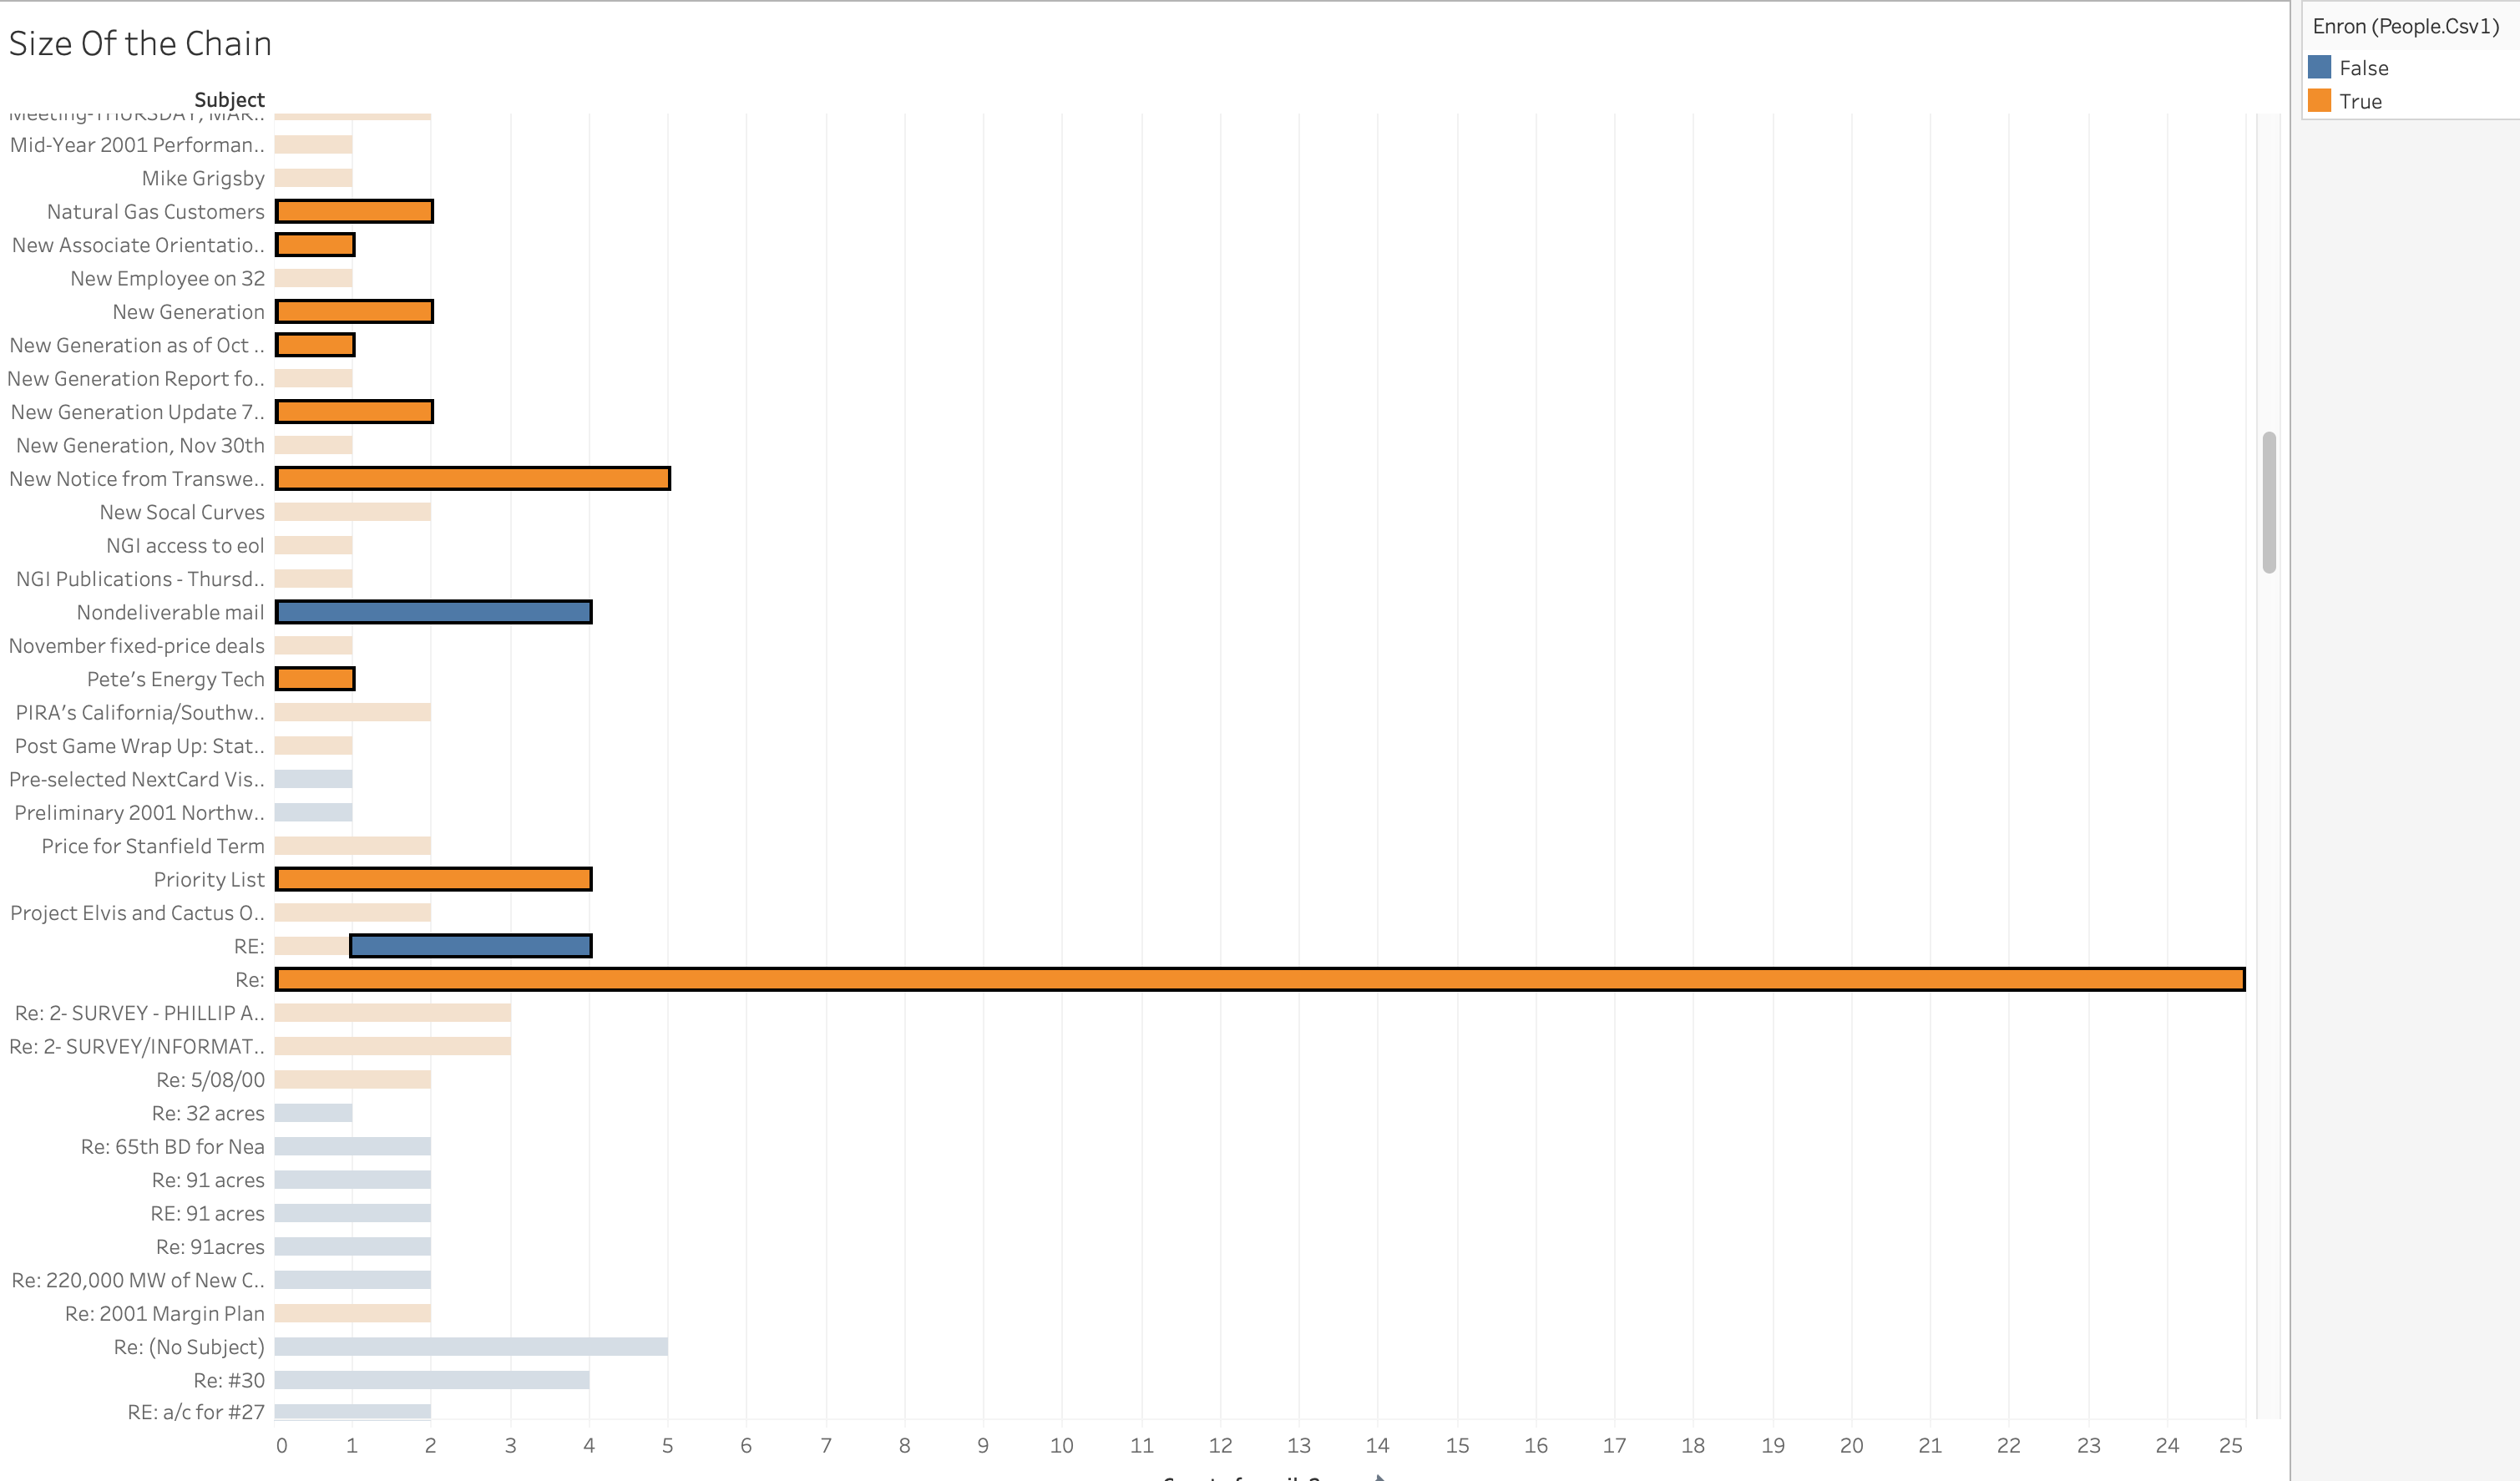 Size Of the Chain
Enron (People.Csv1)
False
True
Subject
Meeting-THURSDAY, MAR..
Mid-Year 2001 Performan..
Mike Grigsby
Natural Gas Customers
New Associate Orientatio..
New Employee on 32
New Generation
New Generation as of Oct ..
New Generation Report fo..
New Generation Update 7..
New Generation, Nov 30th
New Notice from Transwe..
New Socal Curves
NGI access to eol
NGI Publications - Thursd..
Nondeliverable mail
November fixed-price deals
Pete's Energy Tech
PIRA's California/Southw..
Post Game Wrap Up: Stat..
Pre-selected NextCard Vis..
Preliminary 2001 Northw..
Price for Stanfield Term
Priority List
Project Elvis and Cactus O..
RE:
Re:
Re: 2- SURVEY - PHILLIP A..
Re: 2- SURVEY/INFORMAT..
Re: 5/08/00
Re: 32 acres
Re: 65th BD for Nea
Re: 91 acres
RE: 91 acres
Re: 91acres
Re: 220,000 MW of New C..
Re: 2001 Margin Plan
Re: (No Subject)
Re: #30
RE: a/c for #27
0 1 2 3 4 5 6 7 8 9 10 11 12 13 14 15 16 17 18 19 20 21 22 23 24 25